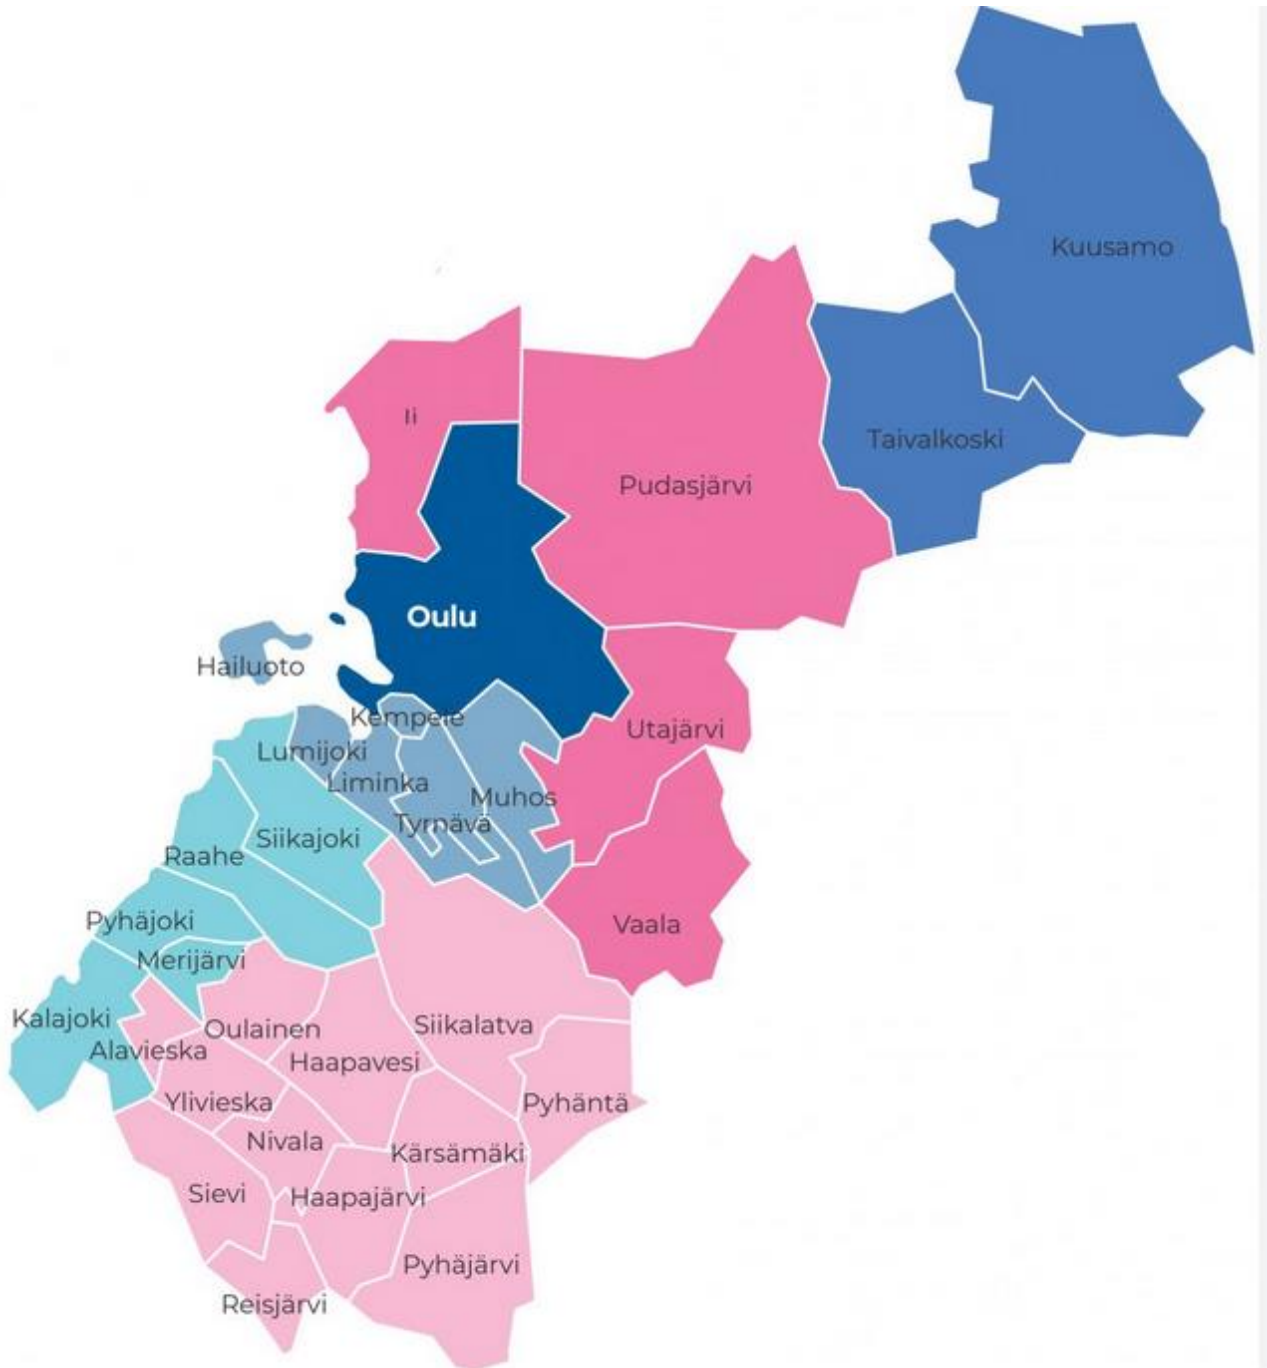 Kuusamo
Ii
Taivalkoski
Pudasjärvi
Oulu
Hailuoto
Kempele
Utajärvi
Lumijoki
Liminka
Muhos
Tyrnävä
Siikajoki
Raahe
Pyhäjoki
Vaala
Merijärvi
Kalajoki
Oulainen
Siikalatva
Alavieska
Haapavesi
Ylivieska
Pyhäntä
Nivala
Kärsämäki
Sievi
Haapajärvi
Pyhäjärvi
Reisjärvi